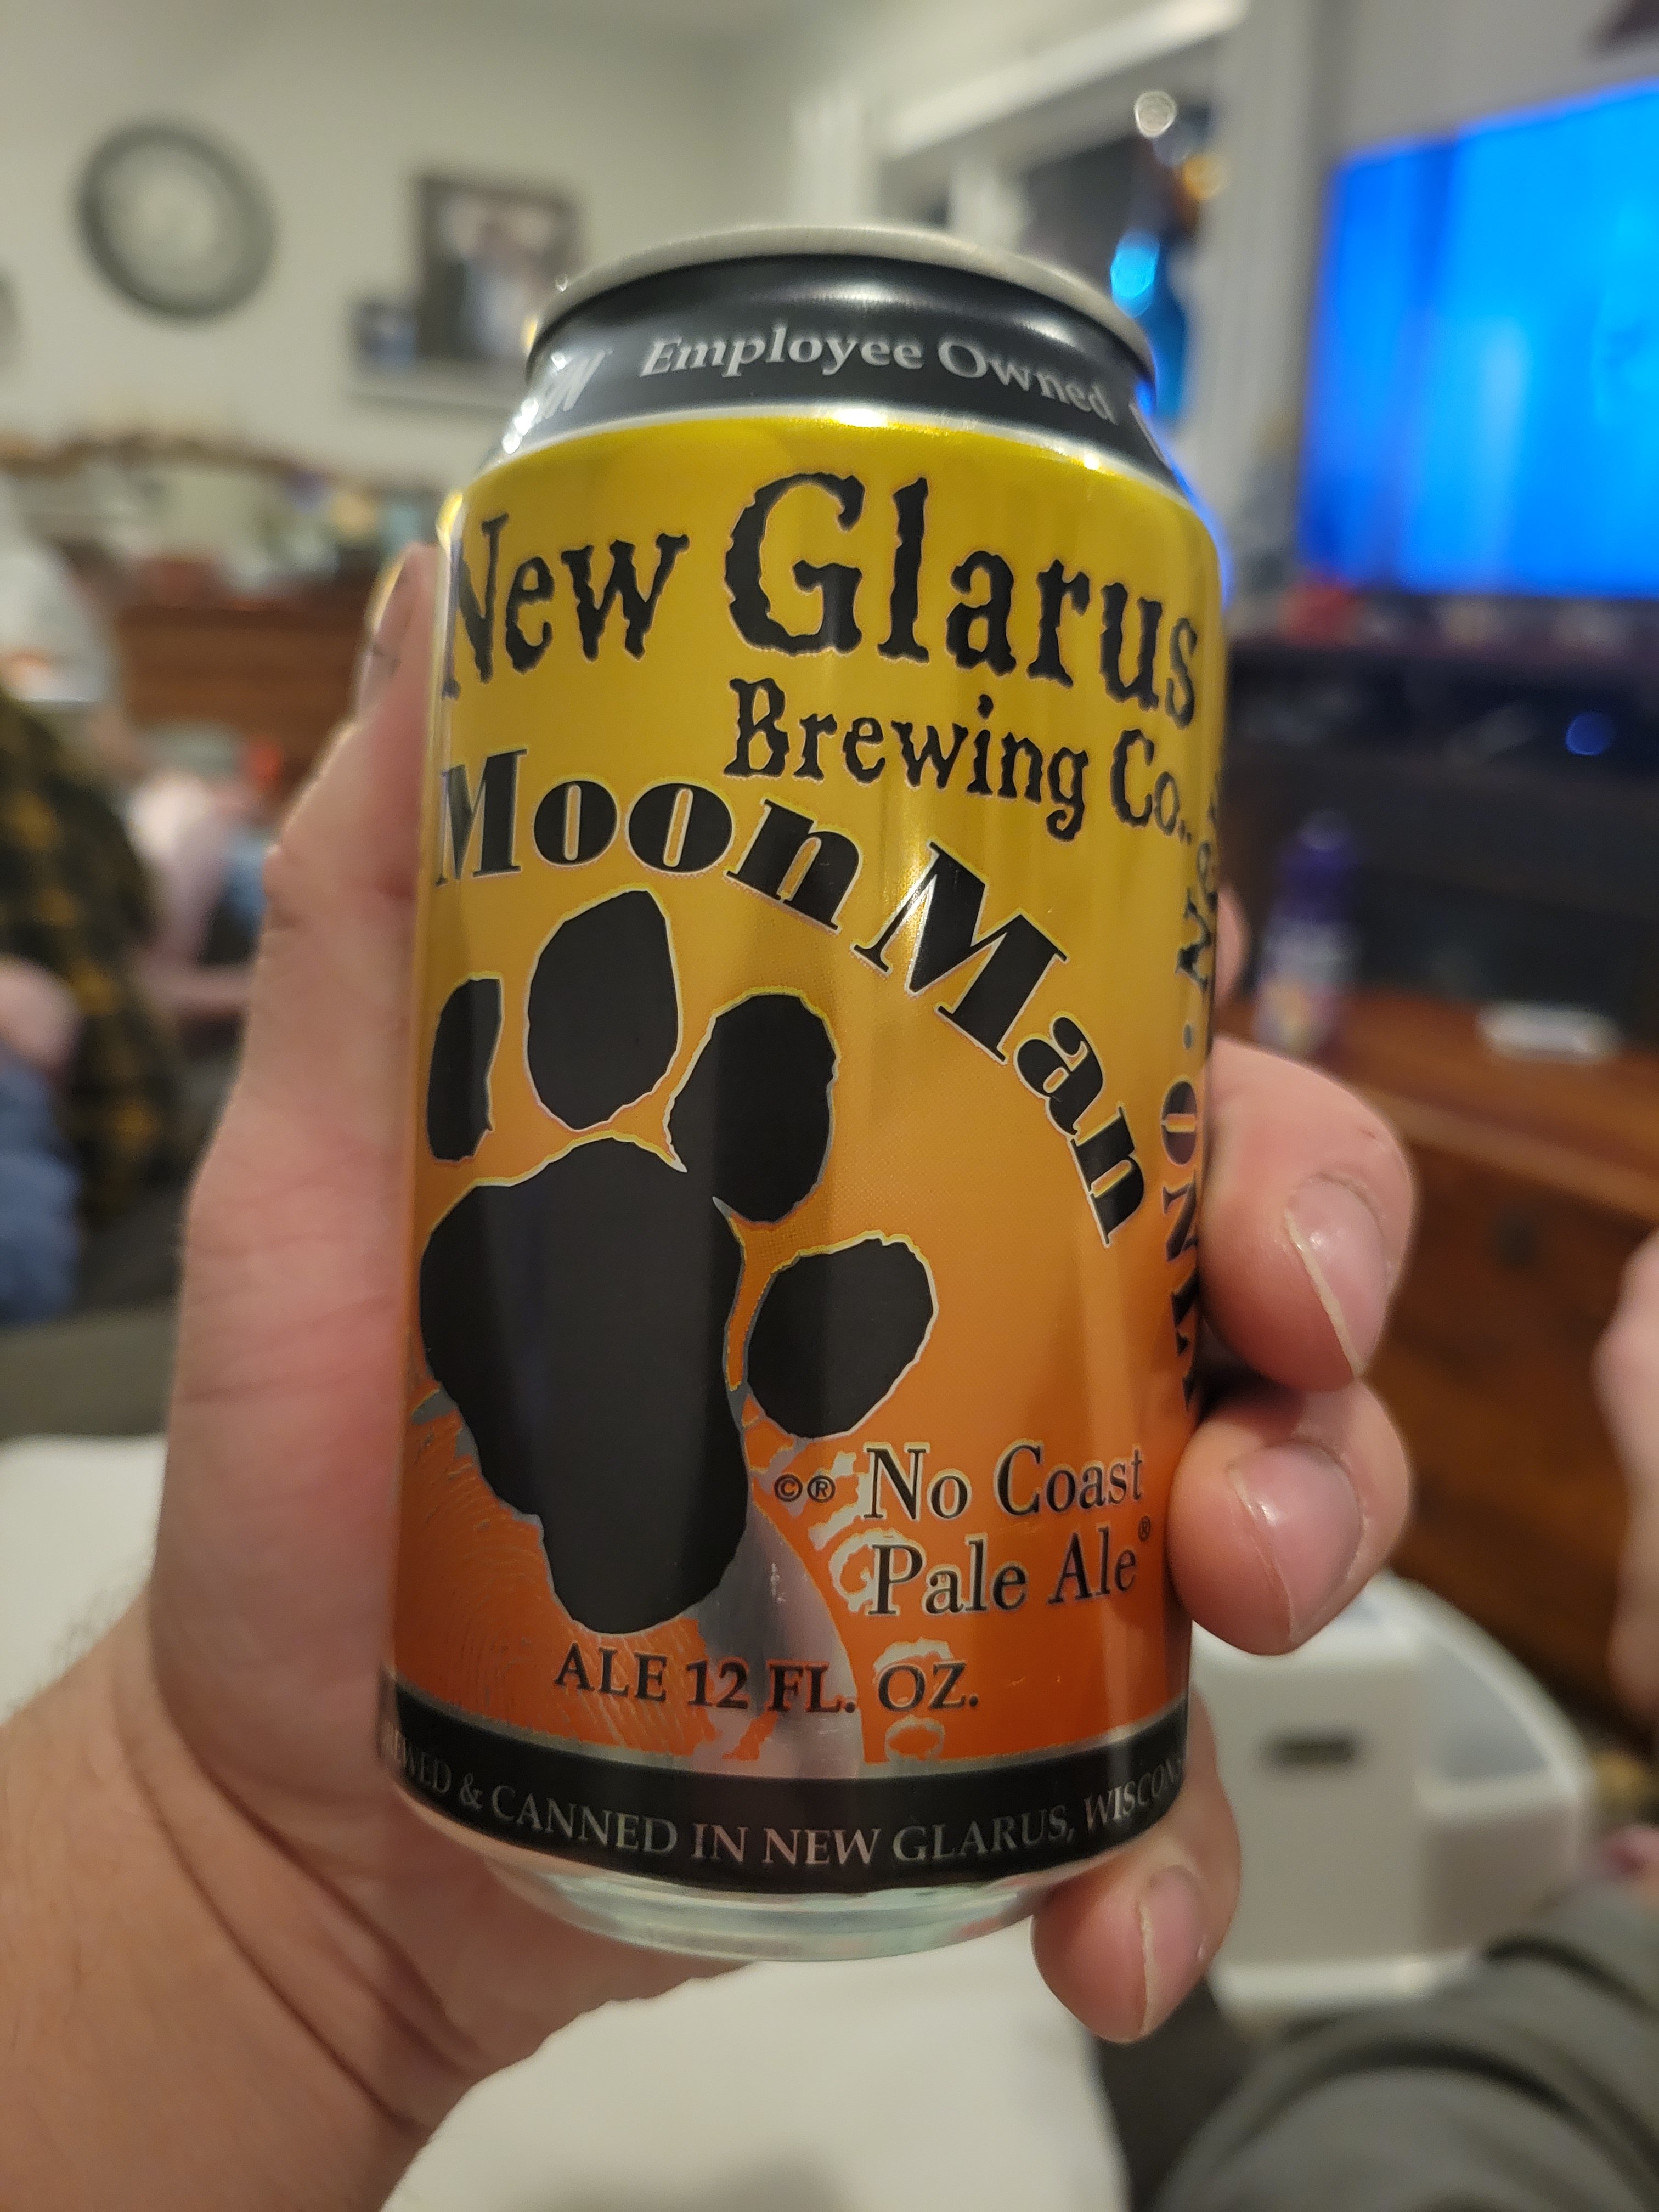 Employee Owned
New Glarus
Brewing Co.
Moon Man
©® No Coast
Pale Ale®
ALE 12 FL. OZ.
& CANNED IN NEW GLARUS,